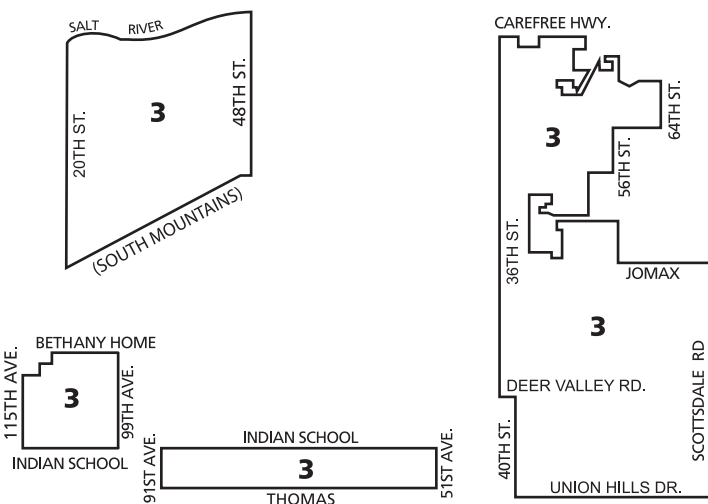 SALT RIVER
20TH ST.
3
48TH ST.
(SOUTH MOUNTAINS)
BETHANY HOME
115TH AVE.
3
99TH AVE.
INDIAN SCHOOL
INDIAN SCHOOL
91ST AVE.
3
51ST AVE.
THOMAS
CAREFREE HWY.
3
64TH ST.
56TH ST.
36TH ST.
JOMAX
3
SCOTTSDALE RD
DEER VALLEY RD.
40TH ST.
UNION HILLS DR.